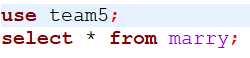 use team5;
select * from marry;